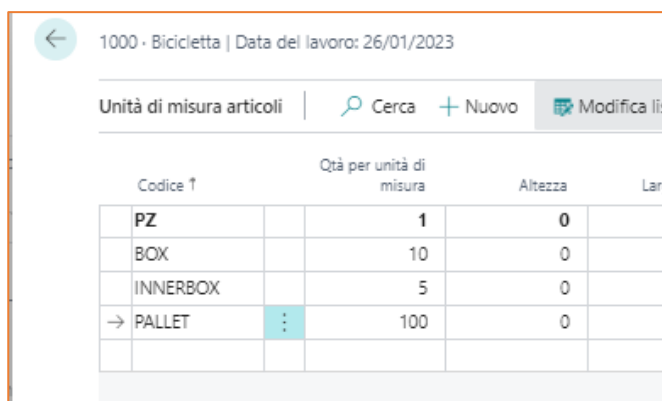 1000 · Bicicletta | Data del lavoro: 26/01/2023
Unità di misura articoli Cerca + Nuovo Modifica lis
Codice ↑ Qtà per unità di misura Altezza Lar
PZ 1 0
BOX 10 0
INNERBOX 5 0
PALLET 100 0